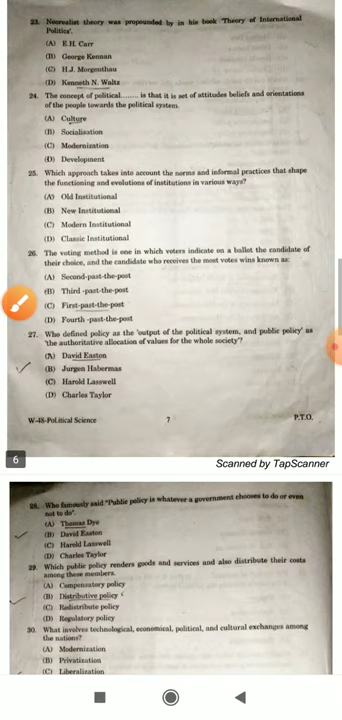 23. Neorealist theory was propounded by in his book 'Theory of International
Politics'.
(A) E.H. Carr
(B) George Kennan
(C) H.J. Morgenthau
(D) Kenneth N. Waltz
24. The concept of political........ is that it is set of attitudes beliefs and orientations
of the people towards the political system.
(A) Culture
(B) Socialisation
(C) Modernization
(D) Development
25. Which approach takes into account the norms and informal practices that shape
the functioning and evolutions of institutions in various ways?
(A) Old Institutional
(B) New Institutional
(C) Modern Institutional
(D) Classic Institutional
26. The voting method is one in which voters indicate on a ballot the candidate of
their choice, and the candidate who receives the most votes wins known as:
(A) Second-past-the-post
(B) Third -past-the-post
(C) First-past-the-post
(D) Fourth -past-the-post
27. Who defined policy as the 'output of the political system, and public policy' as
'the authoritative allocation of values for the whole society'?
(A) David Easton
(B) Jurgen Habermas
(C) Harold Lasswell
(D) Charles Taylor
W-48-Political Science 7 P.T.O.
6
Scanned by TapScanner
28. Who famously said "Public policy is whatever a government chooses to do or even
not to do".
(A) Thomas Dye
(B) David Easton
(C) Harold Lasswell
(D) Charles Taylor
29. Which public policy renders goods and services and also distribute their costs
among these members.
(A) Compensatory policy
(B) Distributive policy
(C) Redistribute policy
(D) Regulatory policy
30. What involves technological, economical, political, and cultural exchanges among
the nations?
(A) Modernization
(B) Privatization
(C) Liberalization